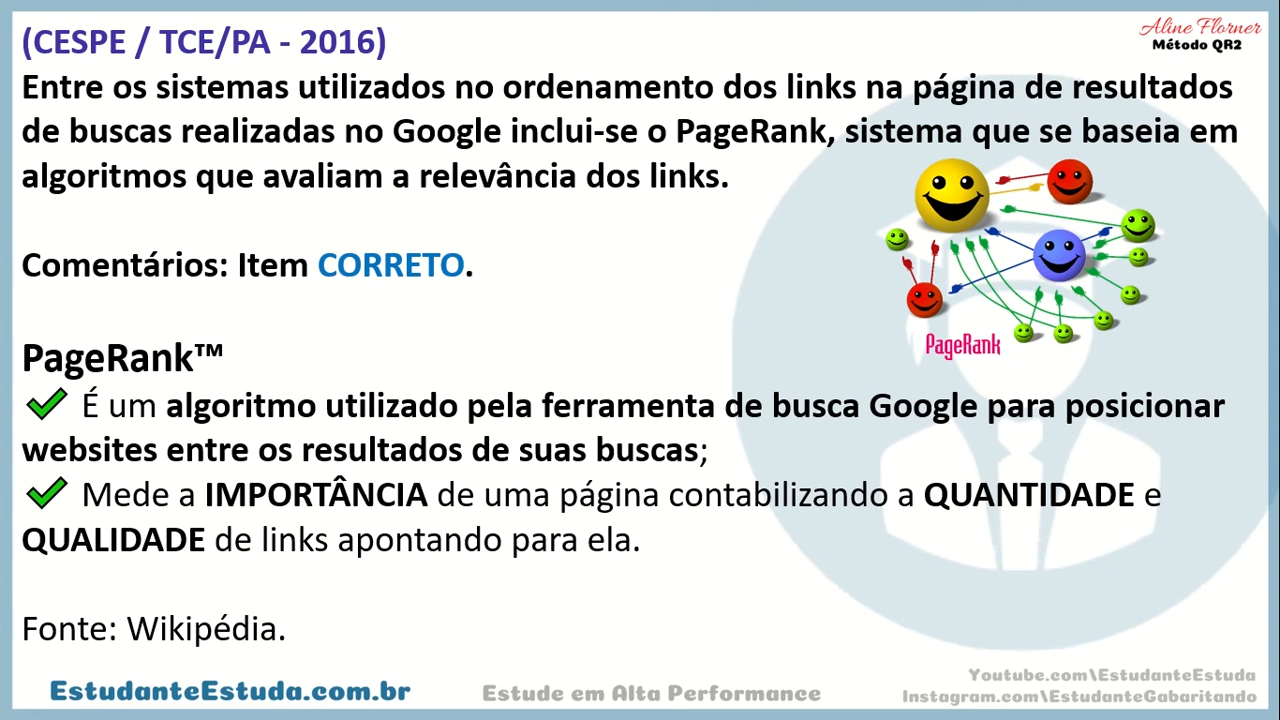 (CESPE / TCE/PA - 2016)
Aline Florner
Método QR2
Entre os sistemas utilizados no ordenamento dos links na página de resultados
de buscas realizadas no Google inclui-se o PageRank, sistema que se baseia em
algoritmos que avaliam a relevância dos links.
Comentários: Item CORRETO.
PageRank
PageRank™
É um algoritmo utilizado pela ferramenta de busca Google para posicionar
websites entre os resultados de suas buscas;
Mede a IMPORTÂNCIA de uma página contabilizando a QUANTIDADE e
QUALIDADE de links apontando para ela.
Fonte: Wikipédia.
EstudanteEstuda.com.br
Estude em Alta Performance
Youtube.com\EstudanteEstuda
Instagram.com\EstudanteGabaritando